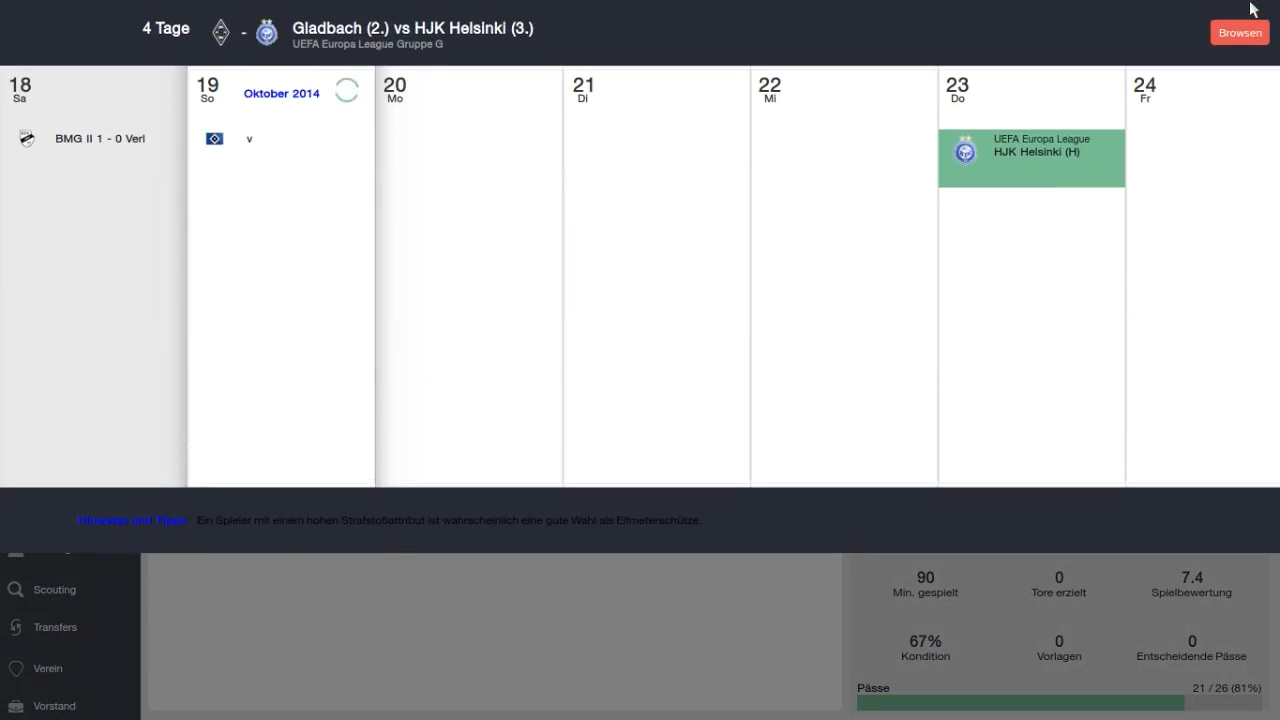 4 Tage
-
Gladbach (2.) vs HJK Helsinki (3.)
UEFA Europa League Gruppe G
Browsen
18
Sa
19
So
Oktober 2014
20
Mo
21
Di
22
Mi
23
Do
24
Fr
BMG II 1 - 0 Verl
v
UEFA Europa League
HJK Helsinki (H)
Hinweise und Tipps
Ein Spieler mit einem hohen Strafstoßattribut ist wahrscheinlich eine gute Wahl als Elfmeterschütze.
Scouting
Transfers
Verein
Vorstand
90
Min. gespielt
0
Tore erzielt
7.4
Spielbewertung
67%
Kondition
0
Vorlagen
0
Entscheidende Pässe
Pässe
21 / 26 (81%)